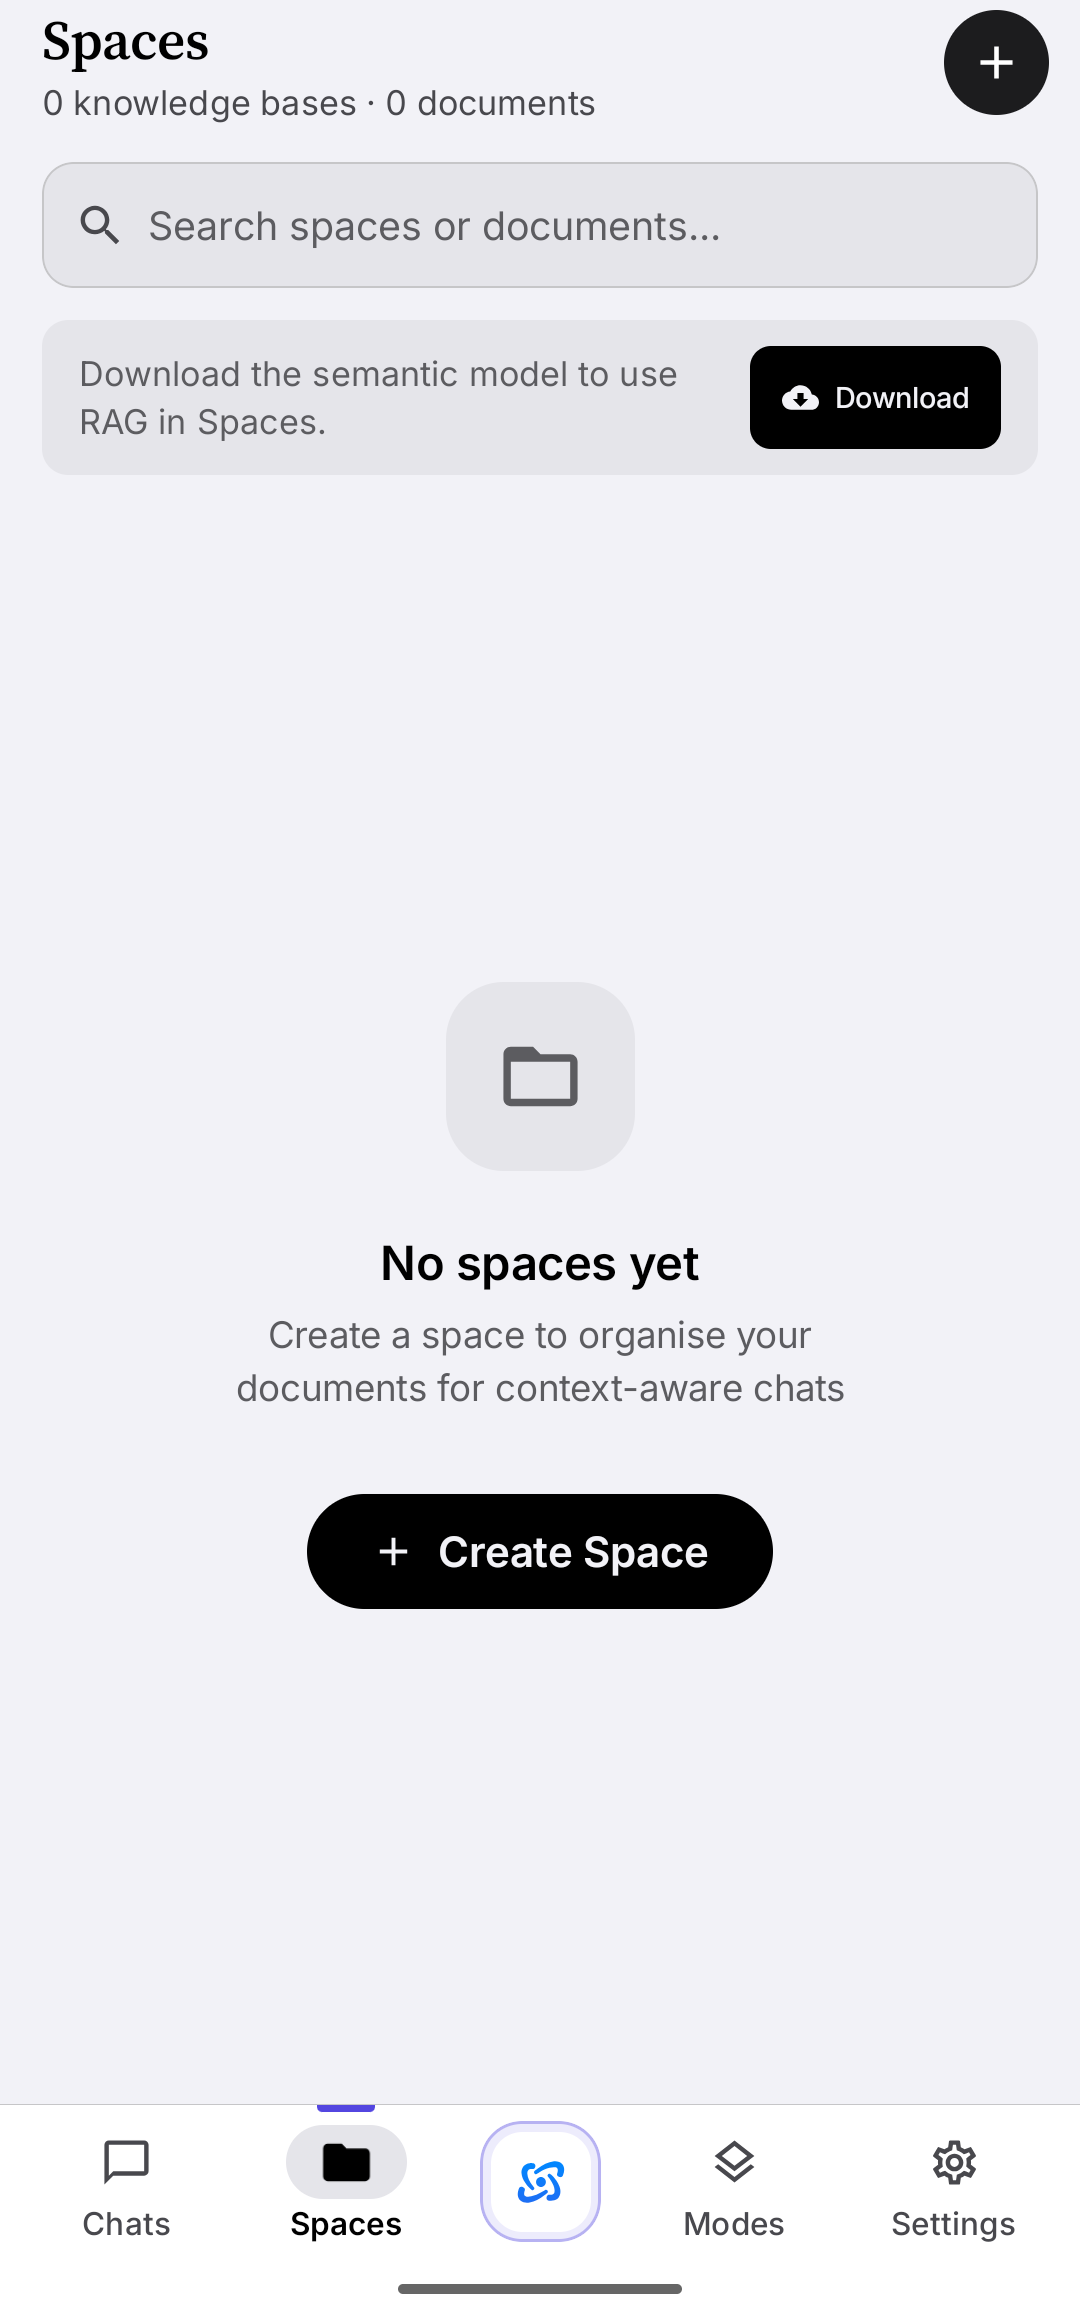 Spaces
0 knowledge bases · 0 documents
Search spaces or documents...
Download the semantic model to use
RAG in Spaces.
Download
No spaces yet
Create a space to organise your
documents for context-aware chats
Create Space
Chats
Spaces
Modes
Settings